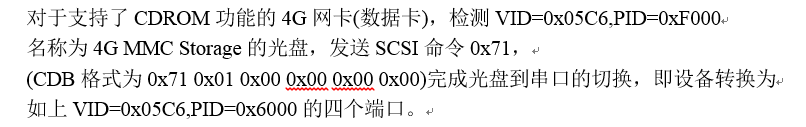 对于支持了 CDROM 功能的 4G 网卡(数据卡)，检测 VID=0x05C6,PID=0xF000
名称为 4G MMC Storage 的光盘，发送 SCSI 命令 0x71，
(CDB 格式为 0x71 0x01 0x00 0x00 0x00 0x00)完成光盘到串口的切换，即设备转换为
如上 VID=0x05C6,PID=0x6000 的四个端口。